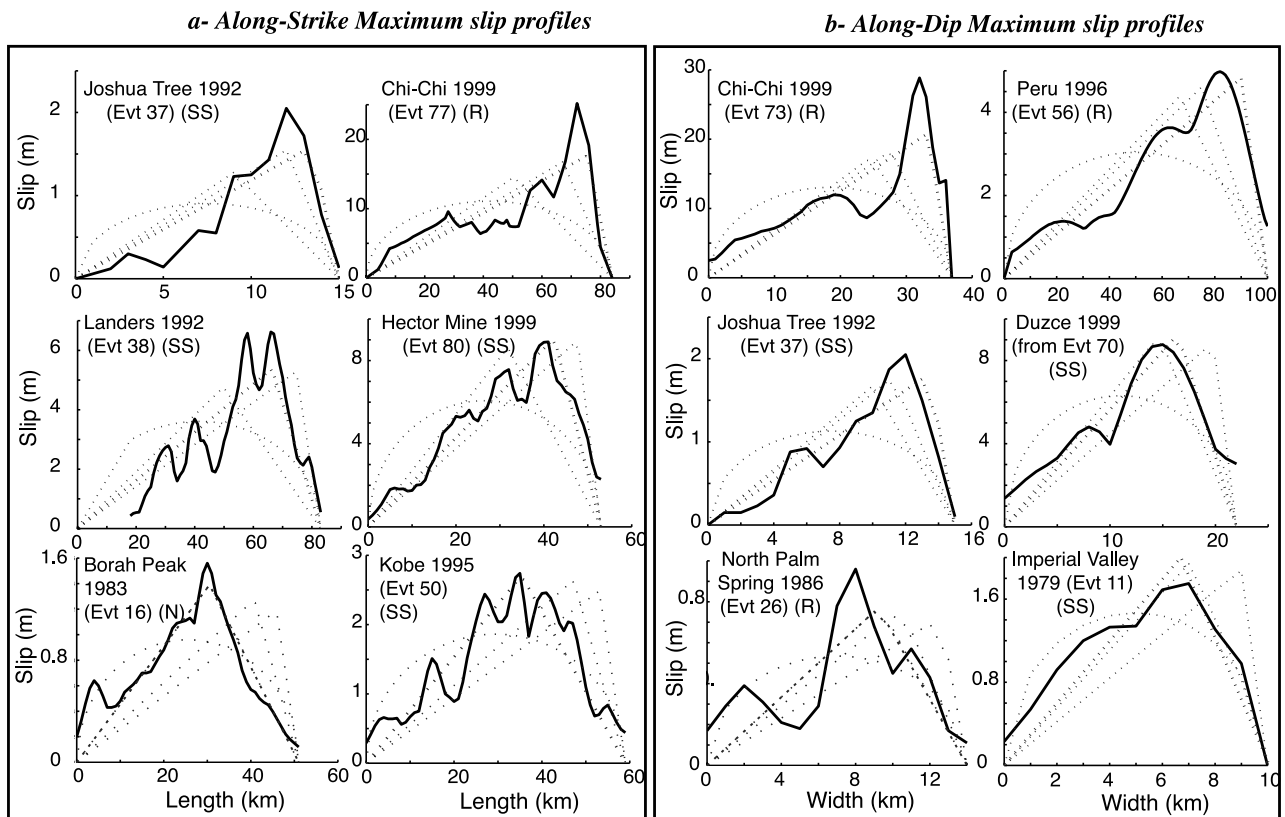 a- Along-Strike Maximum slip profiles
Joshua Tree 1992
(Evt 37) (SS)
Slip (m)
2
1
0
0 5 10 15
Chi-Chi 1999
(Evt 77) (R)
20
10
0
0 20 40 60 80
Landers 1992
(Evt 38) (SS)
Slip (m)
6
4
2
0
0 20 40 60 80
Hector Mine 1999
(Evt 80) (SS)
8
4
0
0 20 40 60
Borah Peak
1983
(Evt 16) (N)
Slip (m)
1.6
0.8
0
0 20 40 60
Length (km)
Kobe 1995
(Evt 50)
(SS)
3
2
1
0
0 20 40 60
Length (km)
b- Along-Dip Maximum slip profiles
Chi-Chi 1999
(Evt 73) (R)
Slip (m)
30
20
10
0
0 10 20 30 40
Peru 1996
(Evt 56) (R)
4
2
0
0 20 40 60 80 100
Joshua Tree 1992
(Evt 37) (SS)
Slip (m)
2
1
0
0 4 8 12 16
Duzce 1999
(from Evt 70)
(SS)
8
4
0
0 10 20
North Palm
Spring 1986
(Evt 26) (R)
Slip (m)
0.8
0
0 4 8 12
Width (km)
Imperial Valley
1979 (Evt 11)
(SS)
1.6
0.8
0
0 2 4 6 8 10
Width (km)